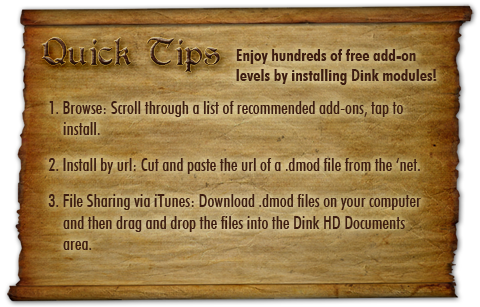 Quick Tips
Enjoy hundreds of free add-on
levels by installing Dink modules!
1. Browse: Scroll through a list of recommended add-ons, tap to
install.
2. Install by url: Cut and paste the url of a .dmod file from the 'net.
3. File Sharing via iTunes: Download .dmod files on your computer
and then drag and drop the files into the Dink HD Documents
area.